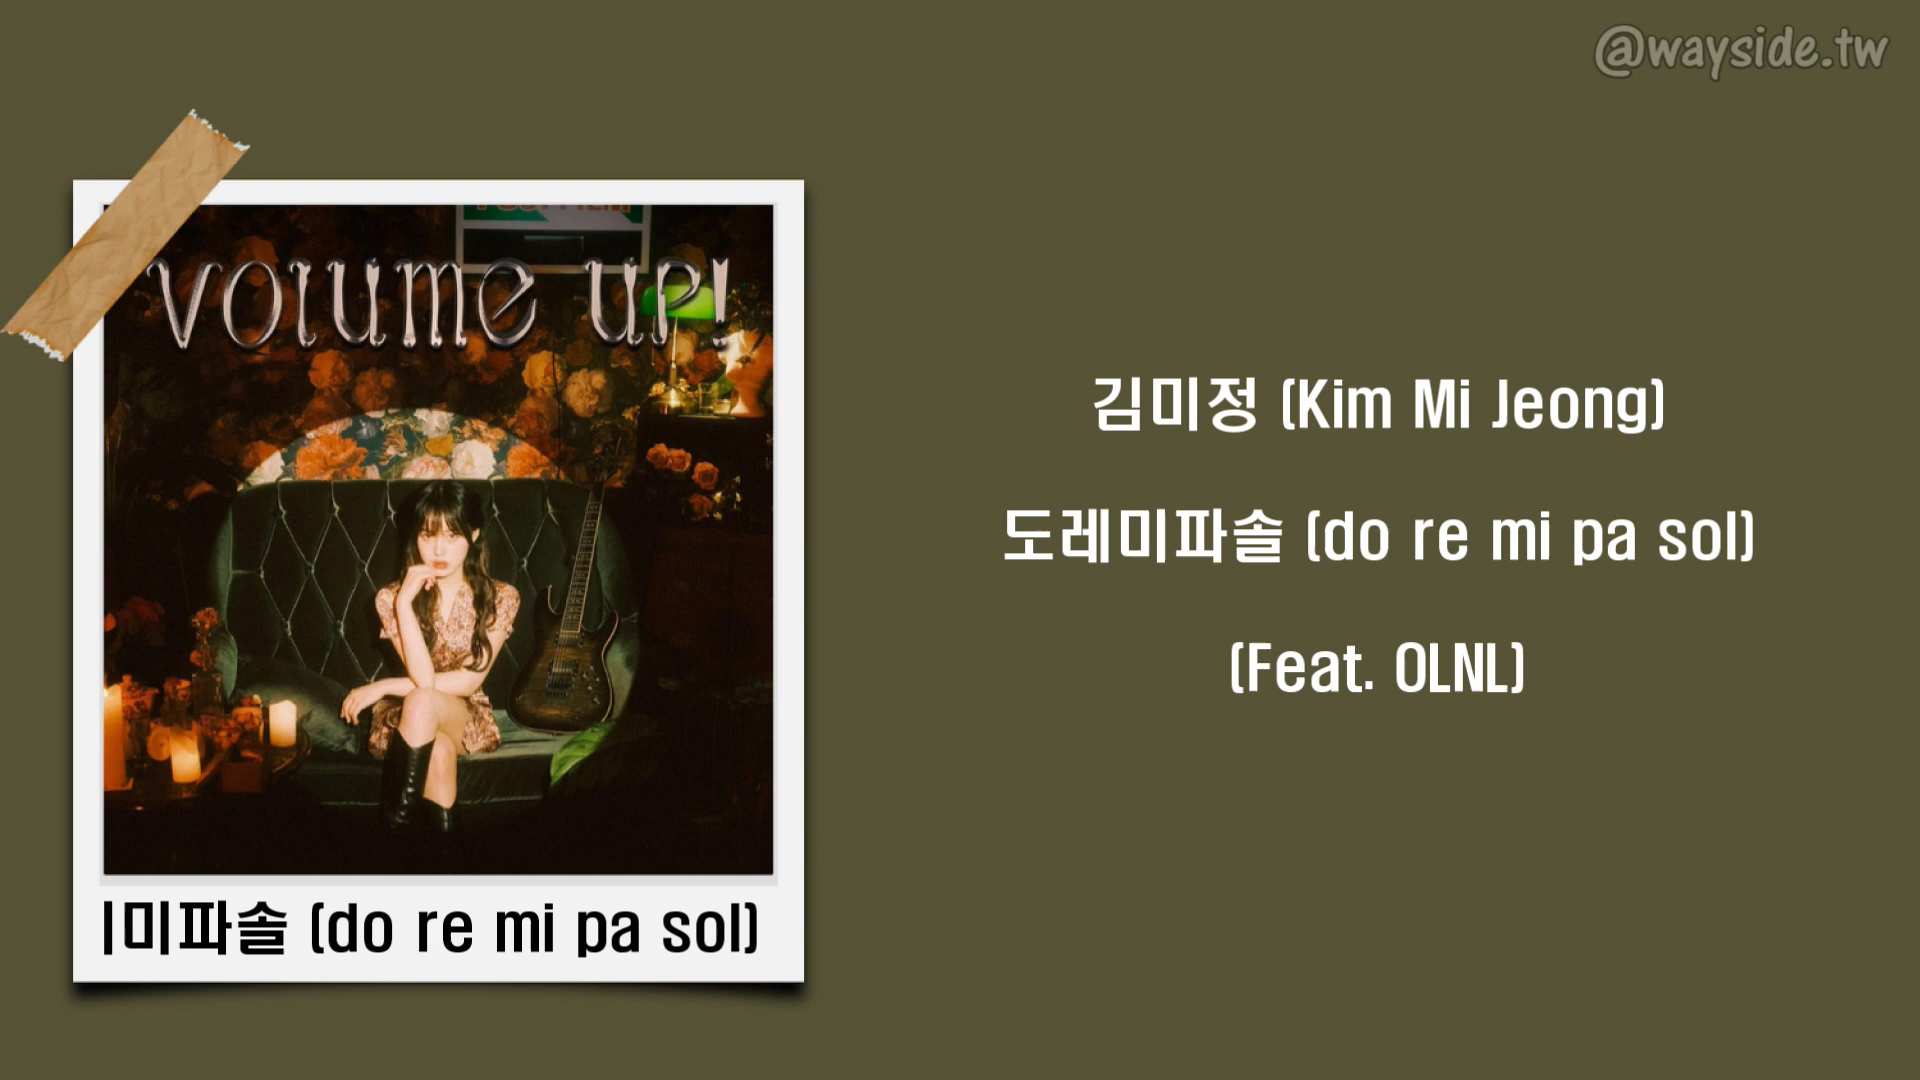 @wayside.tw
volume up!
김미정 (Kim Mi Jeong)
도레미파솔 (do re mi pa sol)
(Feat. OLNL)
미파솔 (do re mi pa sol)